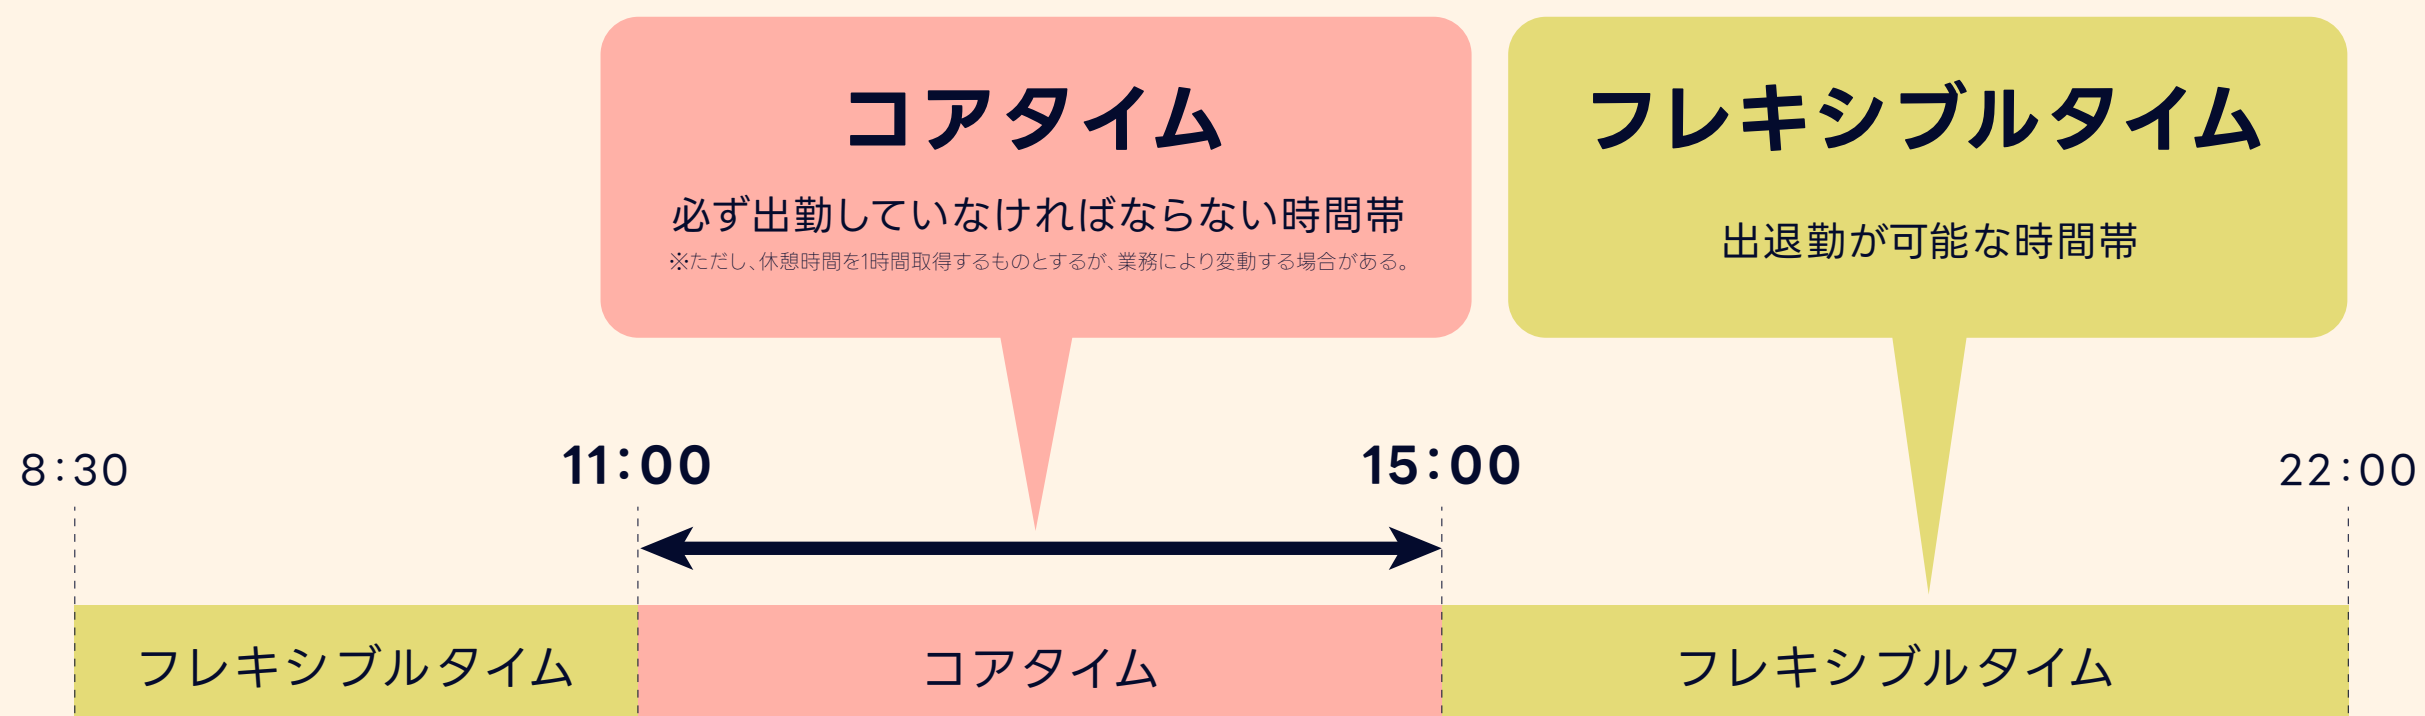 コアタイム
必ず出勤していなければならない時間帯
※ただし、休憩時間を1時間取得するものとするが、業務により変動する場合がある。
フレキシブルタイム
出退勤が可能な時間帯
8:30
11:00
15:00
22:00
フレキシブルタイム
コアタイム
フレキシブルタイム